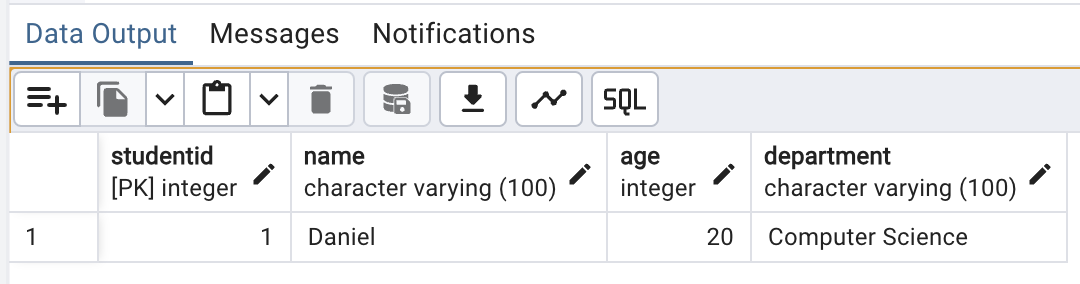 Data Output Messages Notifications
SQL
studentid name age department
[PK] integer character varying (100) integer character varying (100)
1 1 Daniel 20 Computer Science